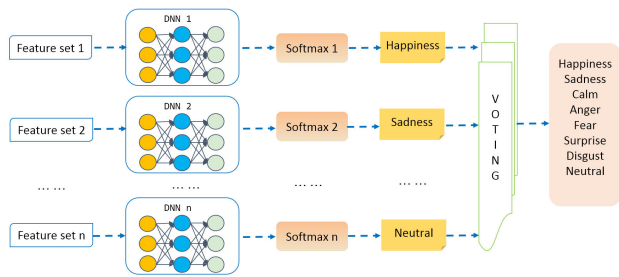 Feature set 1
DNN 1
Softmax 1
Happiness
Feature set 2
DNN 2
Softmax 2
Sadness
... ...
... ...
... ...
... ...
Feature set n
DNN n
Softmax n
Neutral
VOTING
Happiness
Sadness
Calm
Anger
Fear
Surprise
Disgust
Neutral